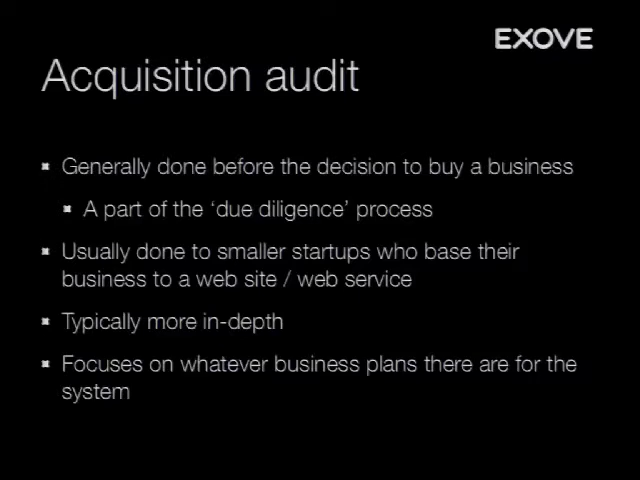 EXOVE
Acquisition audit
Generally done before the decision to buy a business
A part of the ‘due diligence’ process
Usually done to smaller startups who base their
business to a web site / web service
Typically more in-depth
Focuses on whatever business plans there are for the
system